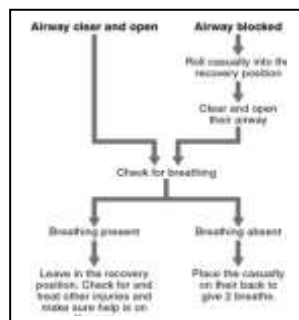 Airway clear and open
Airway blocked
Roll casualty into the
recovery position
Clear and open
their airway
Check for breathing
Breathing present
Breathing absent
Leave in the recovery
position. Check for and
treat other injuries and
make sure help is on
Place the casualty
on their back to
give 2 breaths.